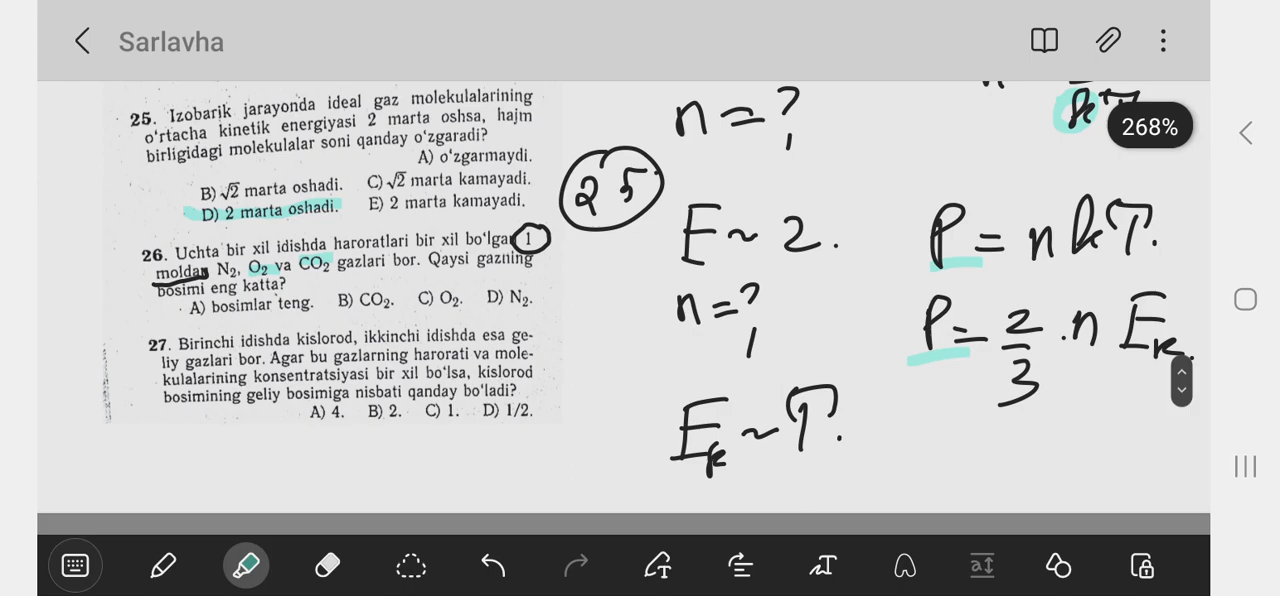 Sarlavha
25. Izobarik jarayonda ideal gaz molekulalarining
o'rtacha kinetik energiyasi 2 marta oshsa, hajm
birligidagi molekulalar soni qanday o'zgaradi?
A) o'zgarmaydi.
B) √2 marta oshadi. C) √2 marta kamayadi.
D) 2 marta oshadi. E) 2 marta kamayadi.
26. Uchta bir xil idishda haroratlari bir xil bo'lgan 1
moldan N₂, O₂ va CO₂ gazlari bor. Qaysi gazning
bosimi eng katta?
A) bosimlar teng. B) CO₂. C) O₂. D) N₂.
27. Birinchi idishda kislorod, ikkinchi idishda esa ge-
liy gazlari bor. Agar bu gazlarning harorati va mole-
kulalarining konsentratsiyasi bir xil bo'lsa, kislorod
bosimining geliy bosimiga nisbati qanday bo'ladi?
A) 4. B) 2. C) 1. D) 1/2.
268%
n = ?
25
E ~ 2.
P = nkT.
n = ?
P = 2/3 · n Eₖ.
Eₖ ~ T.